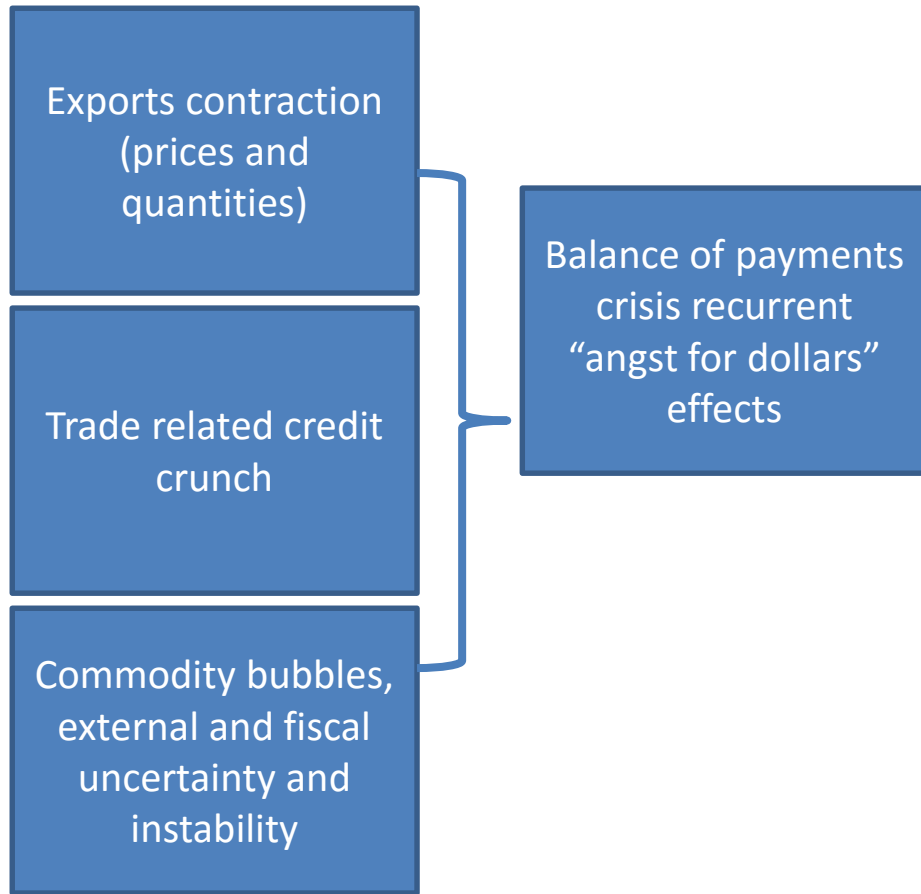 Exports contraction
(prices and
quantities)
Trade related credit
crunch
Commodity bubbles,
external and fiscal
uncertainty and
instability
Balance of payments
crisis recurrent
“angst for dollars”
effects